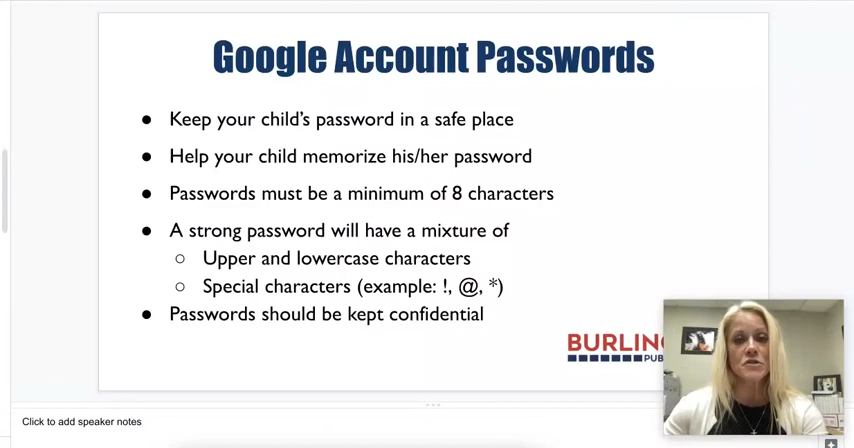 Google Account Passwords
● Keep your child's password in a safe place
● Help your child memorize his/her password
● Passwords must be a minimum of 8 characters
● A strong password will have a mixture of
○ Upper and lowercase characters
○ Special characters (example: !, @, *)
● Passwords should be kept confidential
Click to add speaker notes